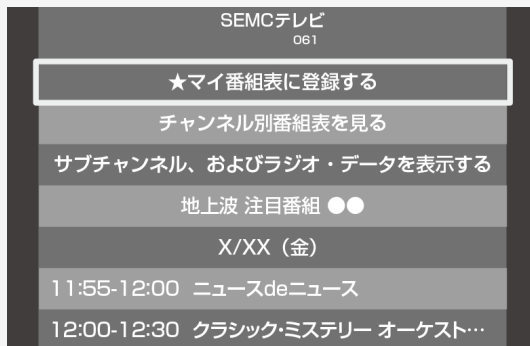 SEMCテレビ
061
★マイ番組表に登録する
チャンネル別番組表を見る
サブチャンネル、およびラジオ・データを表示する
地上波 注目番組 ●●
X/XX（金）
11:55-12:00 ニュースdeニュース
12:00-12:30 クラシック・ミステリー オーケスト…